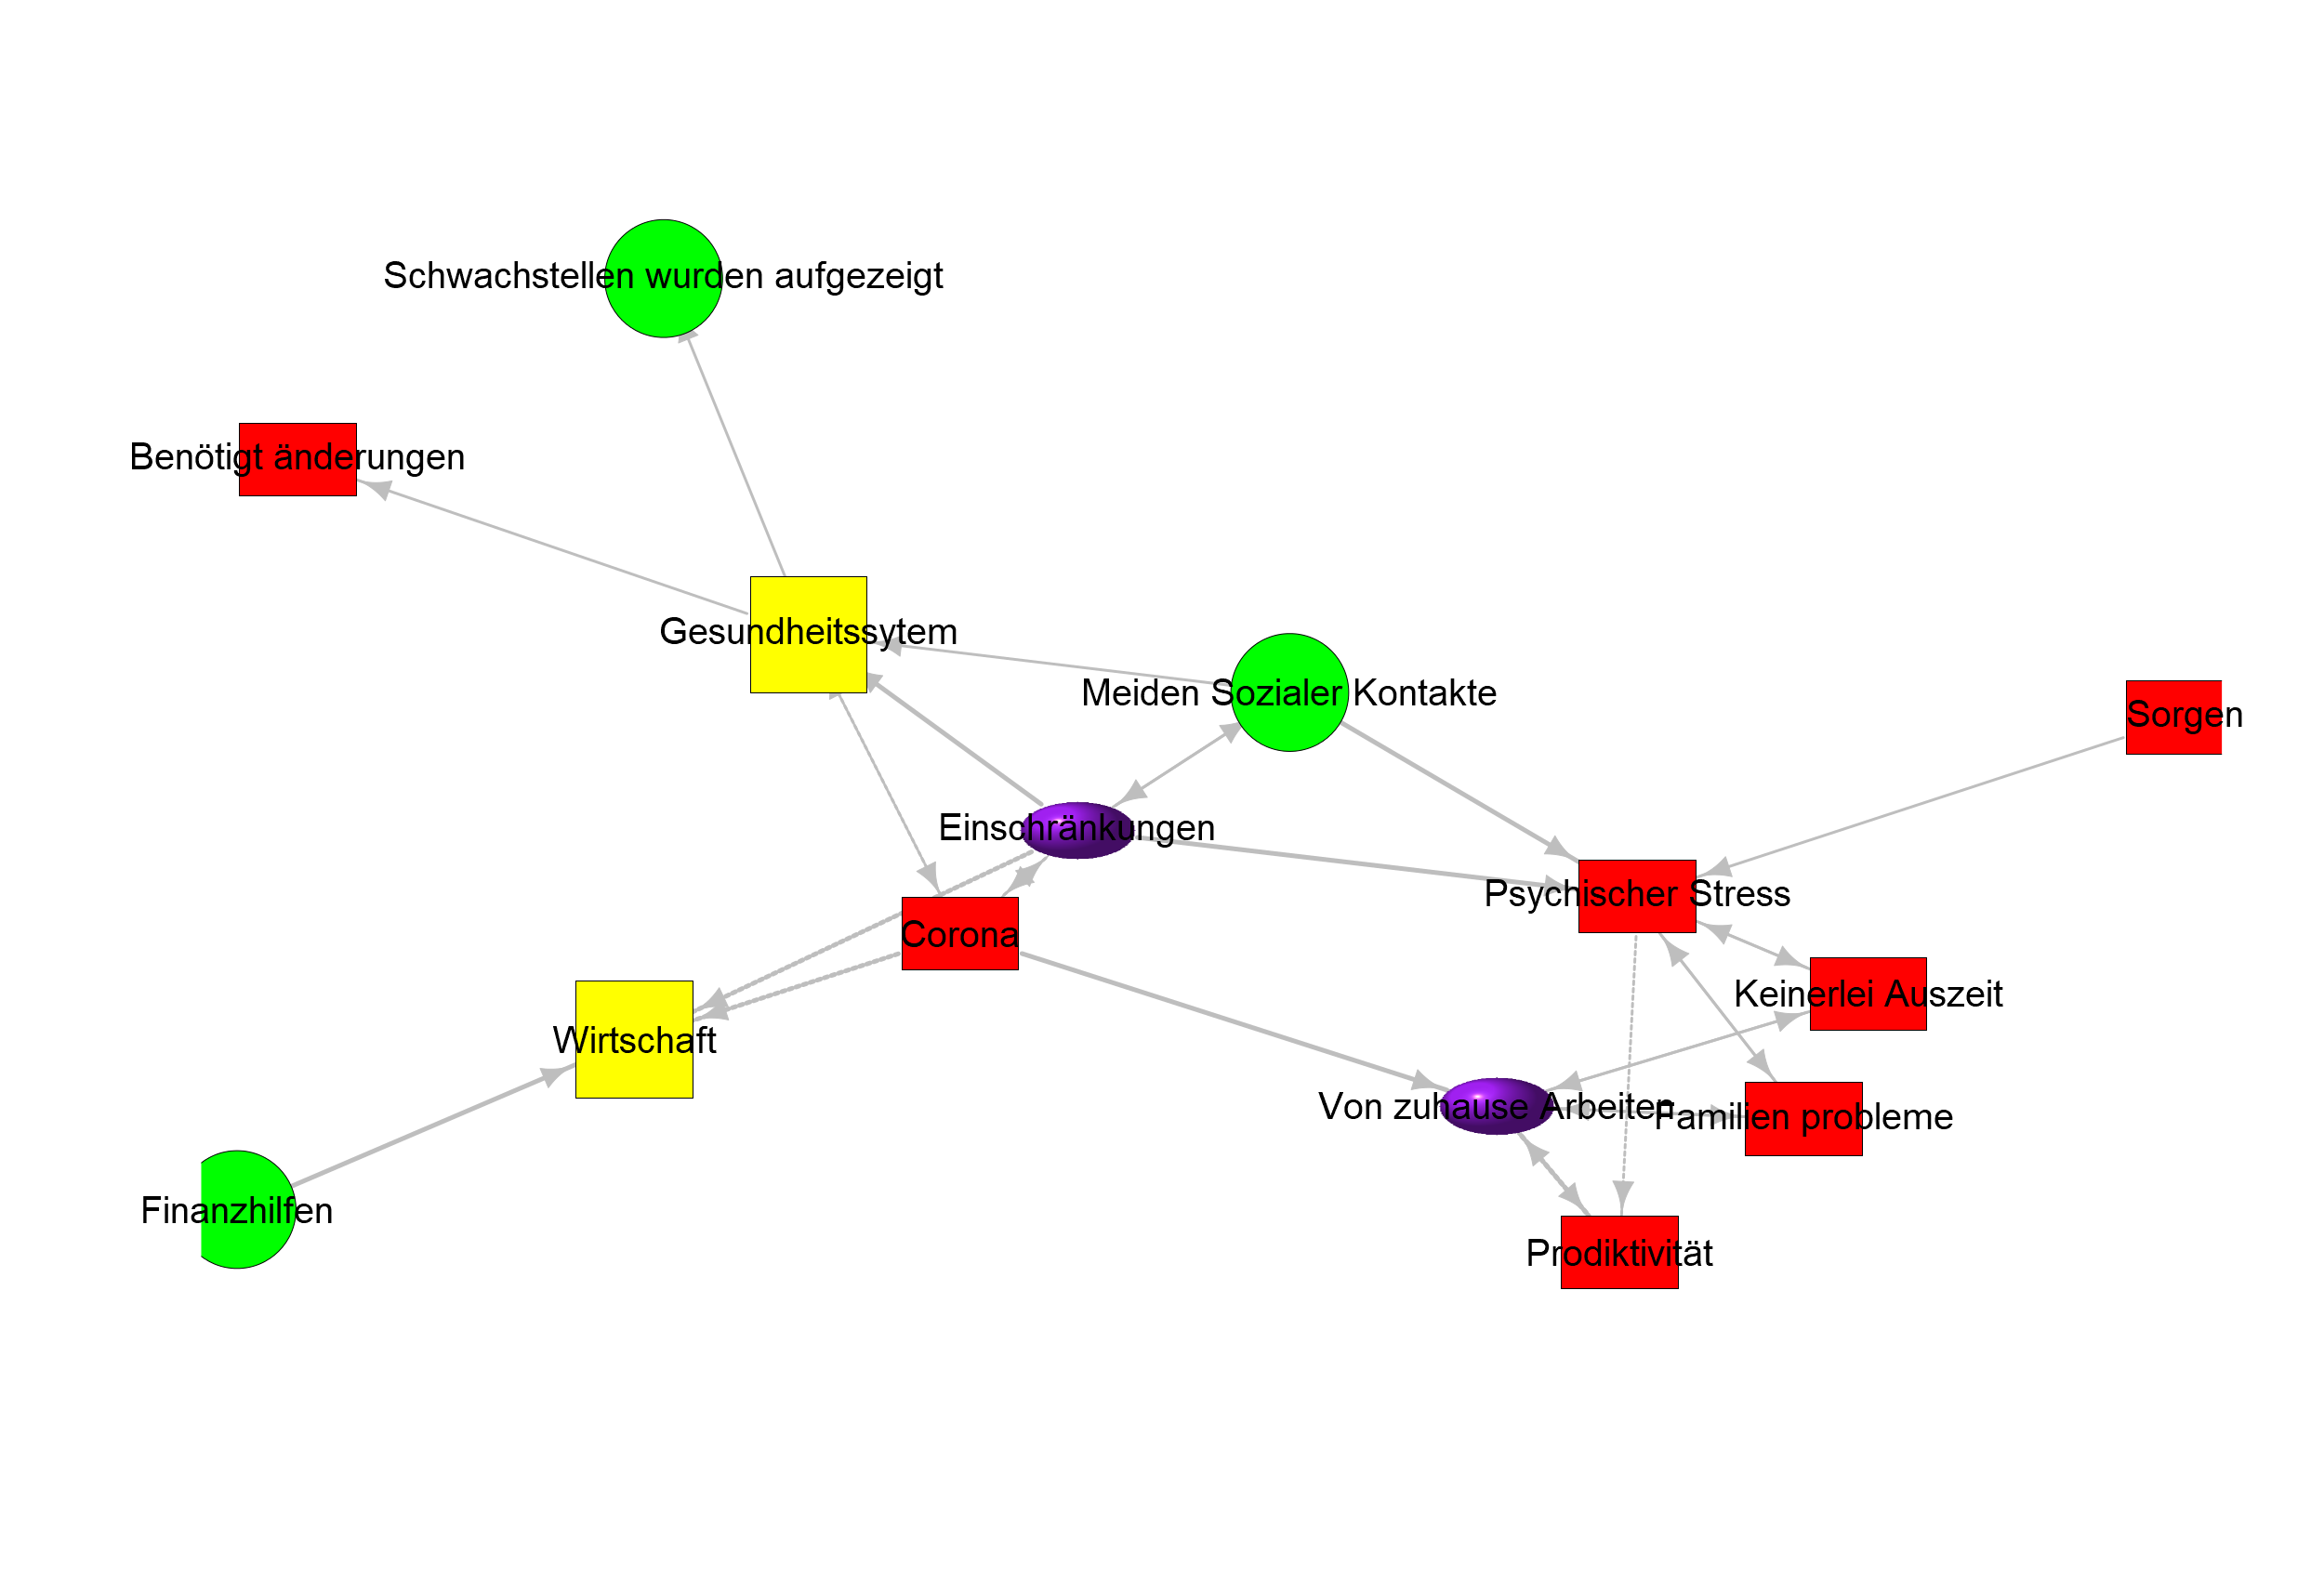 Schwachstellen wurden aufgezeigt
Benötigt änderungen
Gesundheitssytem
Meiden Sozialer Kontakte
Sorgen
Einschränkungen
Psychischer Stress
Corona
Keinerlei Auszeit
Wirtschaft
Von zuhause Arbeiten
Familien probleme
Finanzhilfen
Prodiktivität